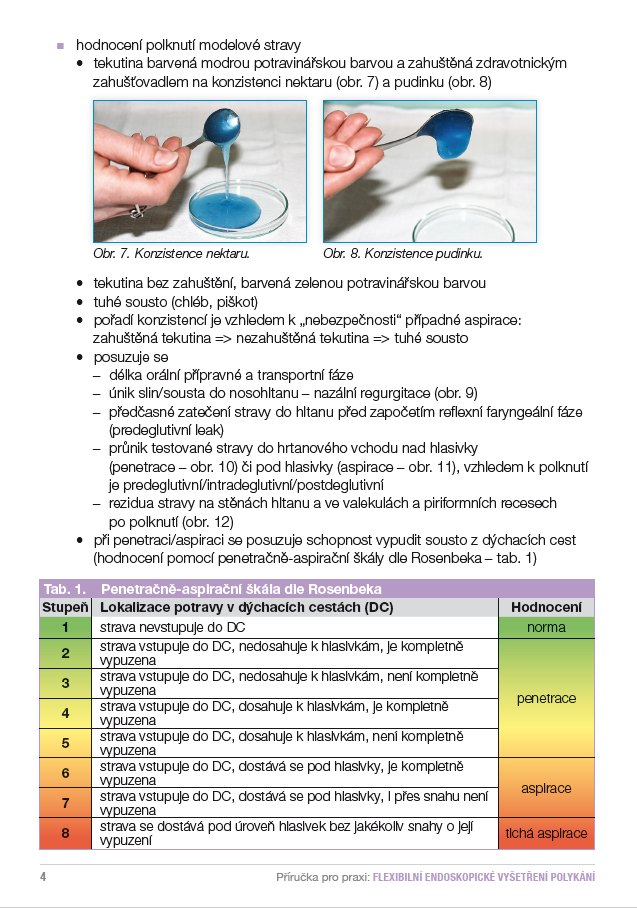 hodnocení polknutí modelové stravy
• tekutina barvená modrou potravinářskou barvou a zahuštěná zdravotnickým
zahušťovadlem na konzistenci nektaru (obr. 7) a pudinku (obr. 8)
Obr. 7. Konzistence nektaru.
Obr. 8. Konzistence pudinku.
• tekutina bez zahuštění, barvená zelenou potravinářskou barvou
• tuhé sousto (chléb, piškot)
• pořadí konzistencí je vzhledem k „nebezpečnosti“ případné aspirace:
zahuštěná tekutina => nezahuštěná tekutina => tuhé sousto
• posuzuje se
– délka orální přípravné a transportní fáze
– únik slin/sousta do nosohltanu – nazální regurgitace (obr. 9)
– předčasné zatečení stravy do hltanu před započetím reflexní faryngeální fáze
(predeglutivní leak)
– průnik testované stravy do hrtanového vchodu nad hlasivky
(penetrace – obr. 10) či pod hlasivky (aspirace – obr. 11), vzhledem k polknutí
je predeglutivní/intradeglutivní/postdeglutivní
– rezidua stravy na stěnách hltanu a ve valekulách a piriformních recesech
po polknutí (obr. 12)
• při penetraci/aspiraci se posuzuje schopnost vypudit sousto z dýchacích cest
(hodnocení pomocí penetračně-aspirační škály dle Rosenbeka – tab. 1)
Tab. 1. Penetračně-aspirační škála dle Rosenbeka
Stupeň Lokalizace potravy v dýchacích cestách (DC) Hodnocení
1 strava nevstupuje do DC norma
2 strava vstupuje do DC, nedosahuje k hlasivkám, je kompletně
vypuzena
3 strava vstupuje do DC, nedosahuje k hlasivkám, není kompletně
vypuzena
penetrace
4 strava vstupuje do DC, dosahuje k hlasivkám, je kompletně
vypuzena
5 strava vstupuje do DC, dosahuje k hlasivkám, není kompletně
vypuzena
6 strava vstupuje do DC, dostává se pod hlasivky, je kompletně
vypuzena
aspirace
7 strava vstupuje do DC, dostává se pod hlasivky, i přes snahu není
vypuzena
8 strava se dostává pod úroveň hlasivek bez jakékoliv snahy o její
vypuzení
tichá aspirace
4 Příručka pro praxi: FLEXIBILNÍ ENDOSKOPICKÉ VYŠETŘENÍ POLYKÁNÍ